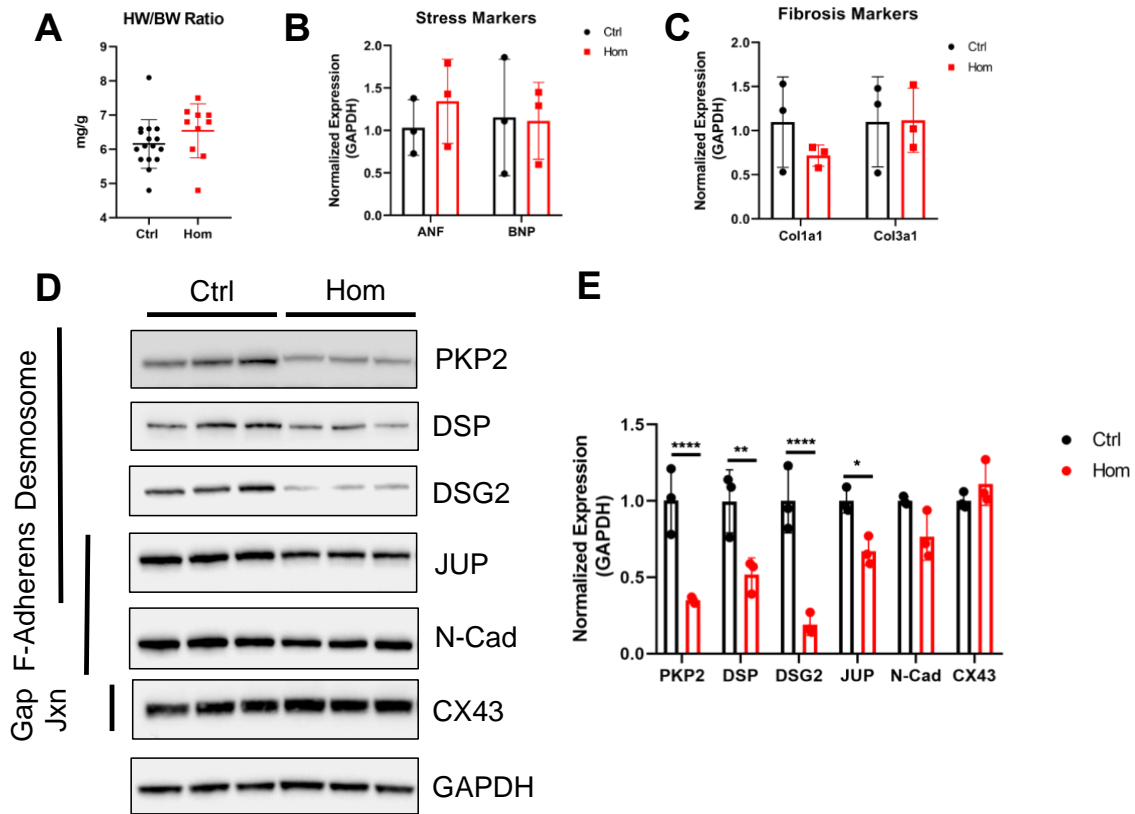 A
HW/BW Ratio
mg/g
9
8
7
6
5
4
Ctrl
Hom
B
Stress Markers
Ctrl
Hom
Normalized Expression
(GAPDH)
2.0
1.5
1.0
0.5
0.0
ANF
BNP
C
Fibrosis Markers
Ctrl
Hom
Normalized Expression
(GAPDH)
2.0
1.5
1.0
0.5
0.0
Col1a1
Col3a1
D
Ctrl
Hom
Desmosome
F-Adherens
Gap
Jxn
PKP2
DSP
DSG2
JUP
N-Cad
CX43
GAPDH
E
Normalized Expression
(GAPDH)
1.5
1.0
0.5
0.0
****
**
****
*
PKP2
DSP
DSG2
JUP
N-Cad
CX43
Ctrl
Hom